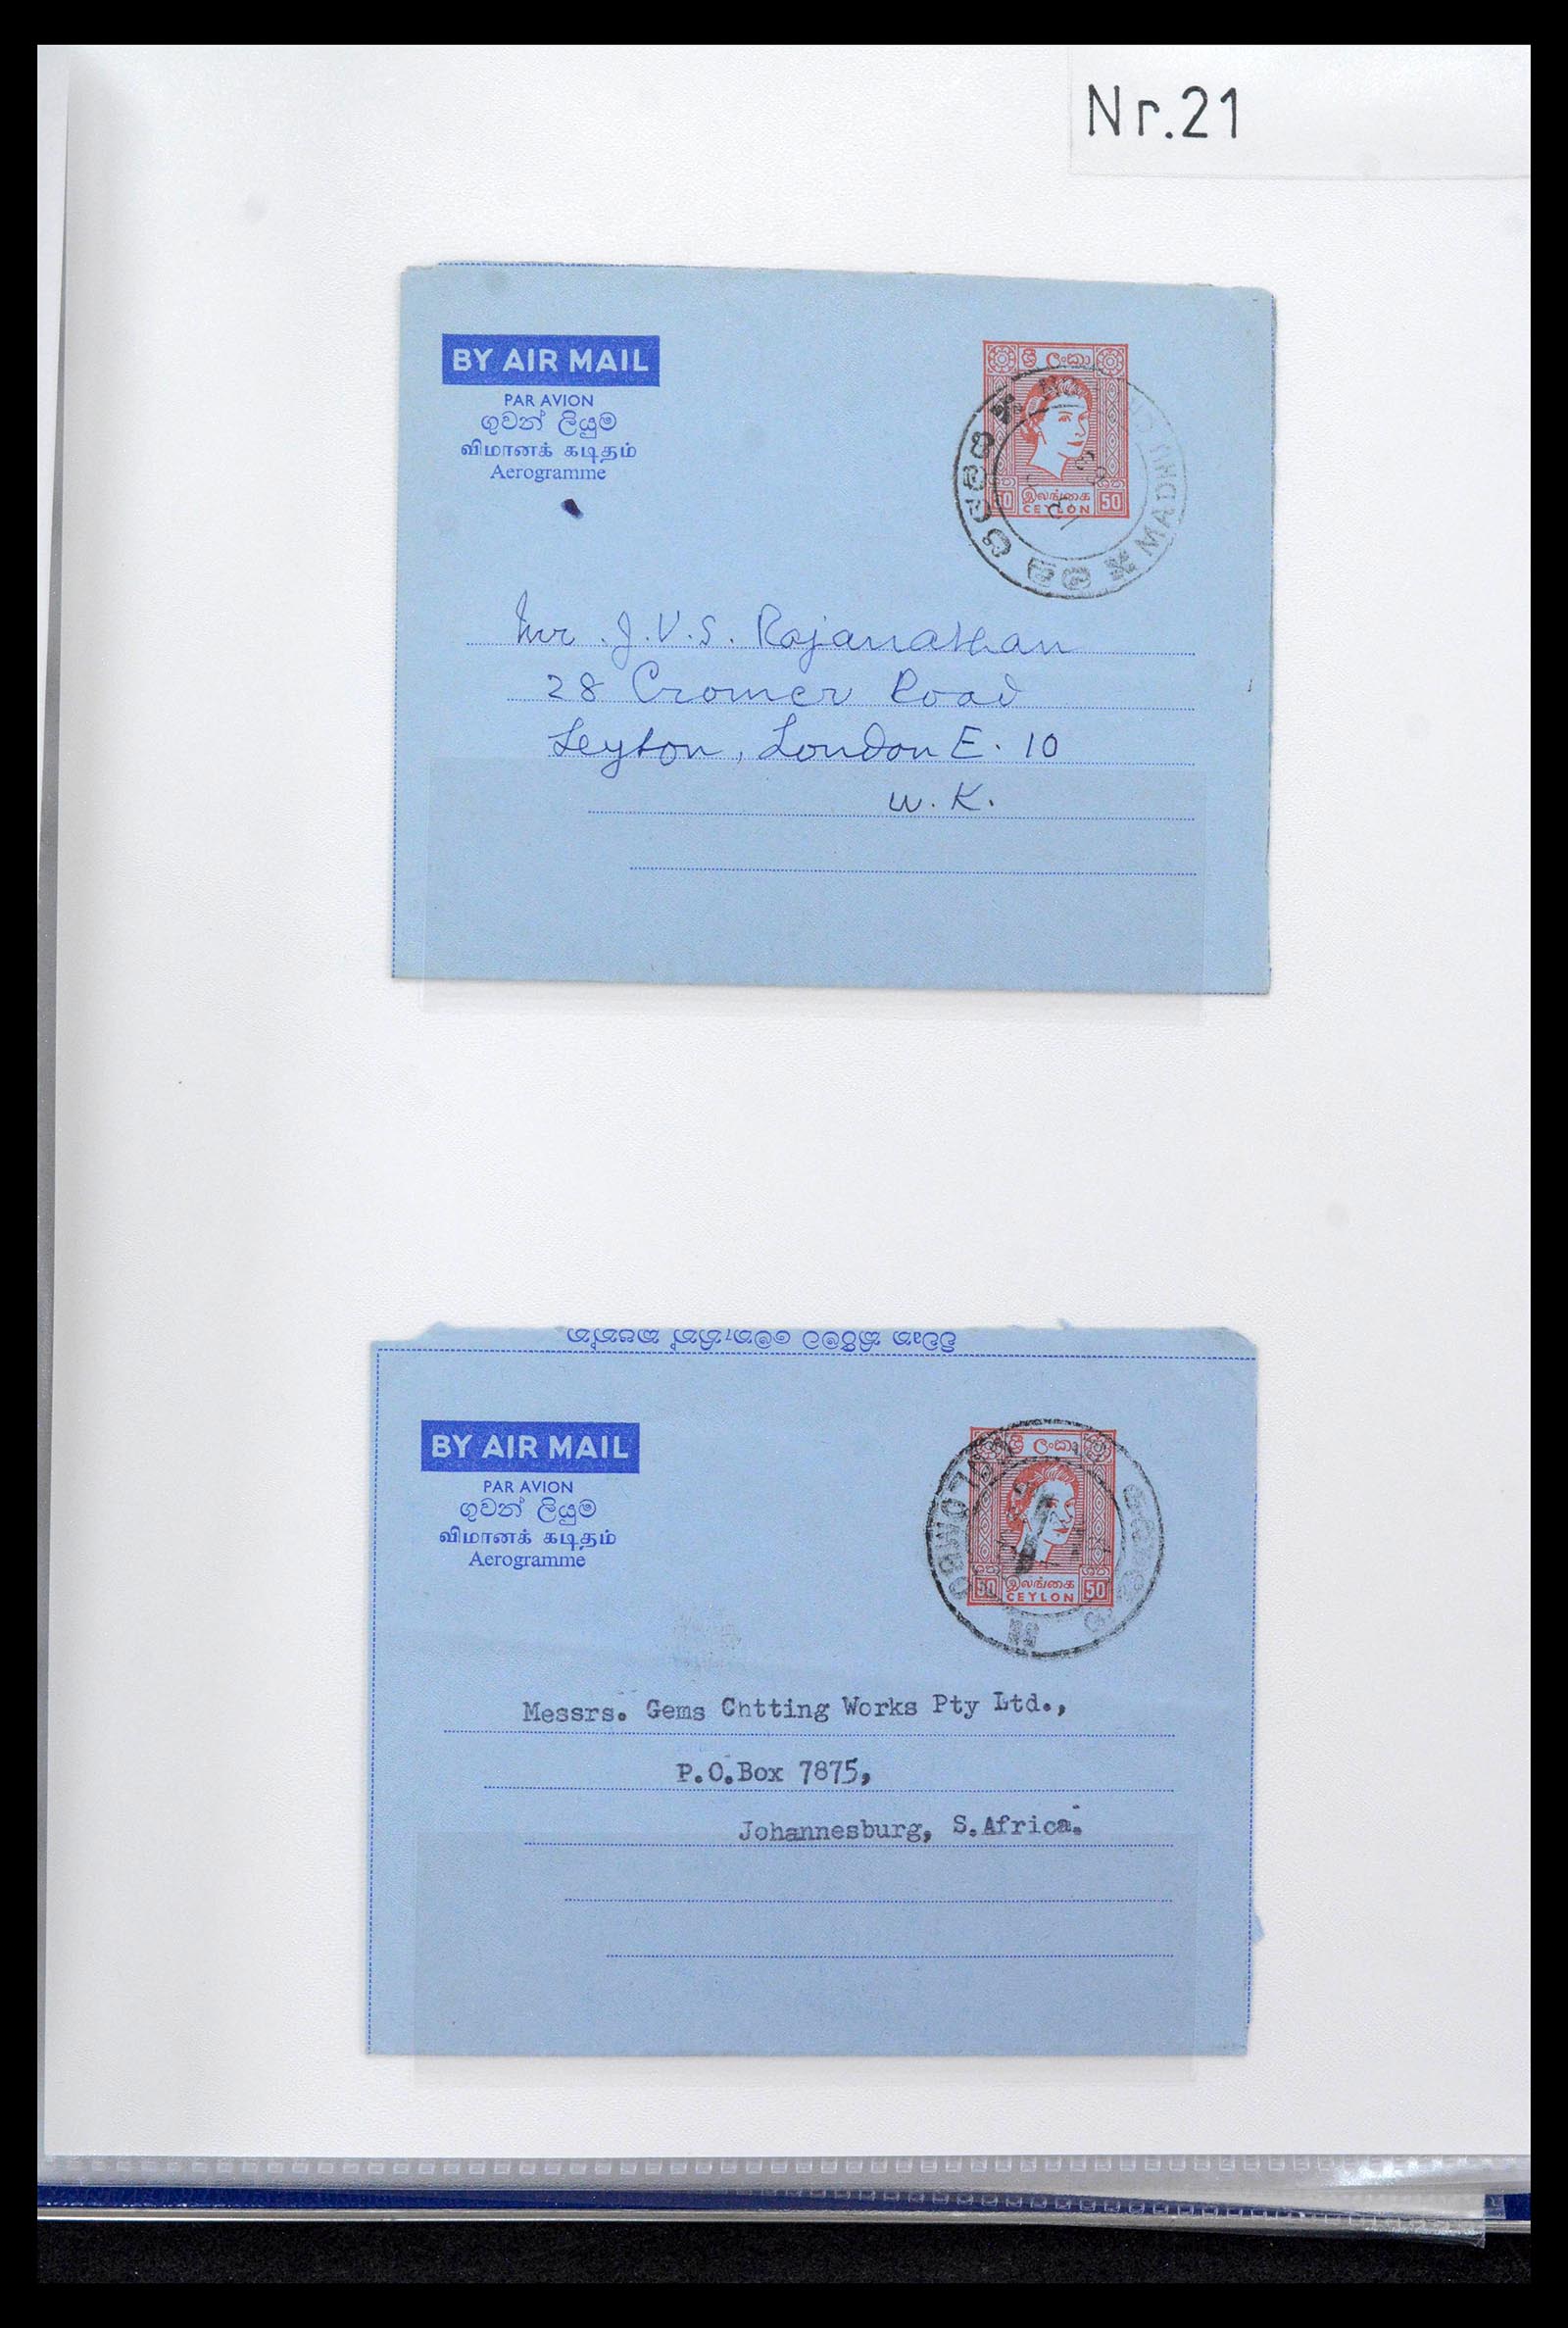 Nr.21
BY AIR MAIL
PAR AVION
ගුවන් ලියුම
விமானக் கடிதம்
Aerogramme
ශ්‍රී ලංකා
50 இலங்கை 50
CEYLON
Mr. J.V.S. Rajanathan
28 Cromer Road
Leyton, London E. 10
U.K.
BY AIR MAIL
PAR AVION
ගුවන් ලියුම
விமானக் கடிதம்
Aerogramme
ශ්‍රී ලංකා
COLOMBO
50 இலங்கை 50
CEYLON
Messrs. Gems Chtting Works Pty Ltd.,
P.O.Box 7875,
Johannesburg, S.Africa.